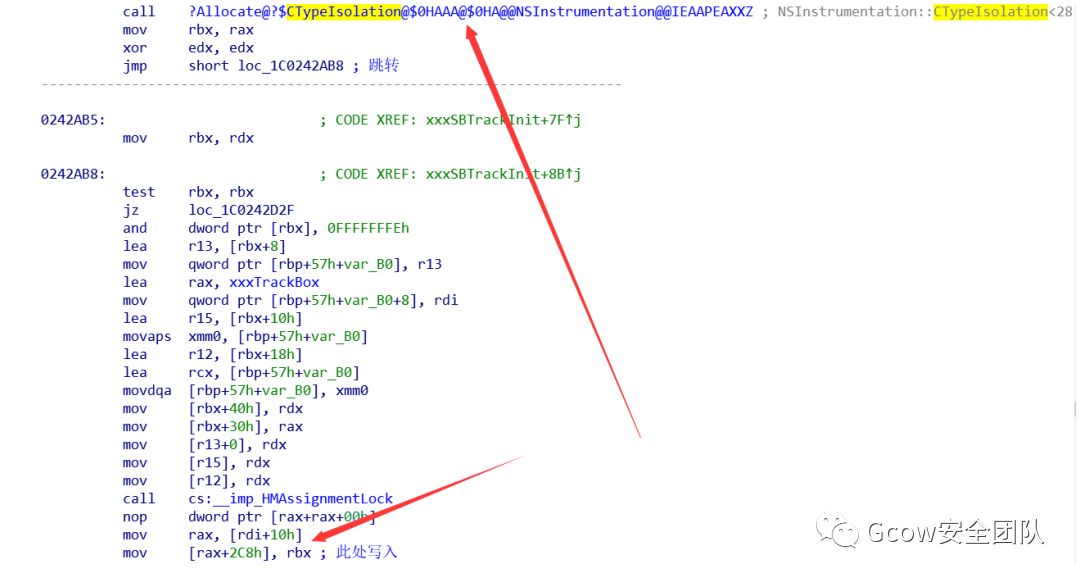 call ?Allocate@?$CTypeIsolation@$0HAAA@$0HA@@NSInstrumentation@@IEAAPEAXXZ ; NSInstrumentation::CTypeIsolation<28
mov rbx, rax
xor edx, edx
jmp short loc_1C0242AB8 ; 跳转
---------------------------------------------------------------
0242AB5: ; CODE XREF: xxxSBTrackInit+7F↑j
mov rbx, rdx
0242AB8: ; CODE XREF: xxxSBTrackInit+8B↑j
test rbx, rbx
jz loc_1C0242D2F
and dword ptr [rbx], 0FFFFFFFEh
lea r13, [rbx+8]
mov qword ptr [rbp+57h+var_B0], r13
lea rax, xxxTrackBox
mov qword ptr [rbp+57h+var_B0+8], rdi
lea r15, [rbx+10h]
movaps xmm0, [rbp+57h+var_B0]
lea r12, [rbx+18h]
lea rcx, [rbp+57h+var_B0]
movdqa [rbp+57h+var_B0], xmm0
mov [rbx+40h], rdx
mov [rbx+30h], rax
mov [r13+0], rdx
mov [r15], rdx
mov [r12], rdx
call cs:__imp_HMAssignmentLock
nop dword ptr [rax+rax+00h]
mov rax, [rdi+10h]
mov [rax+2C8h], rbx ; 此处写入
Gcow安全团队